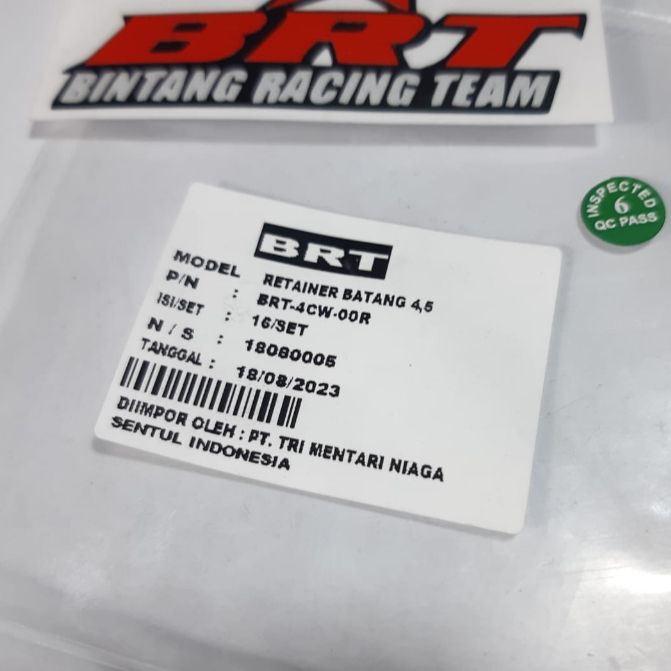 BRT
BINTANG RACING TEAM
INSPECTED
6
QC PASS
BRT
MODEL : RETAINER BATANG 4,5
P/N : BRT-4CW-00R
ISI/SET : 16/SET
N / S : 18080005
TANGGAL : 18/08/2023
DIIMPOR OLEH : PT. TRI MENTARI NIAGA
SENTUL INDONESIA